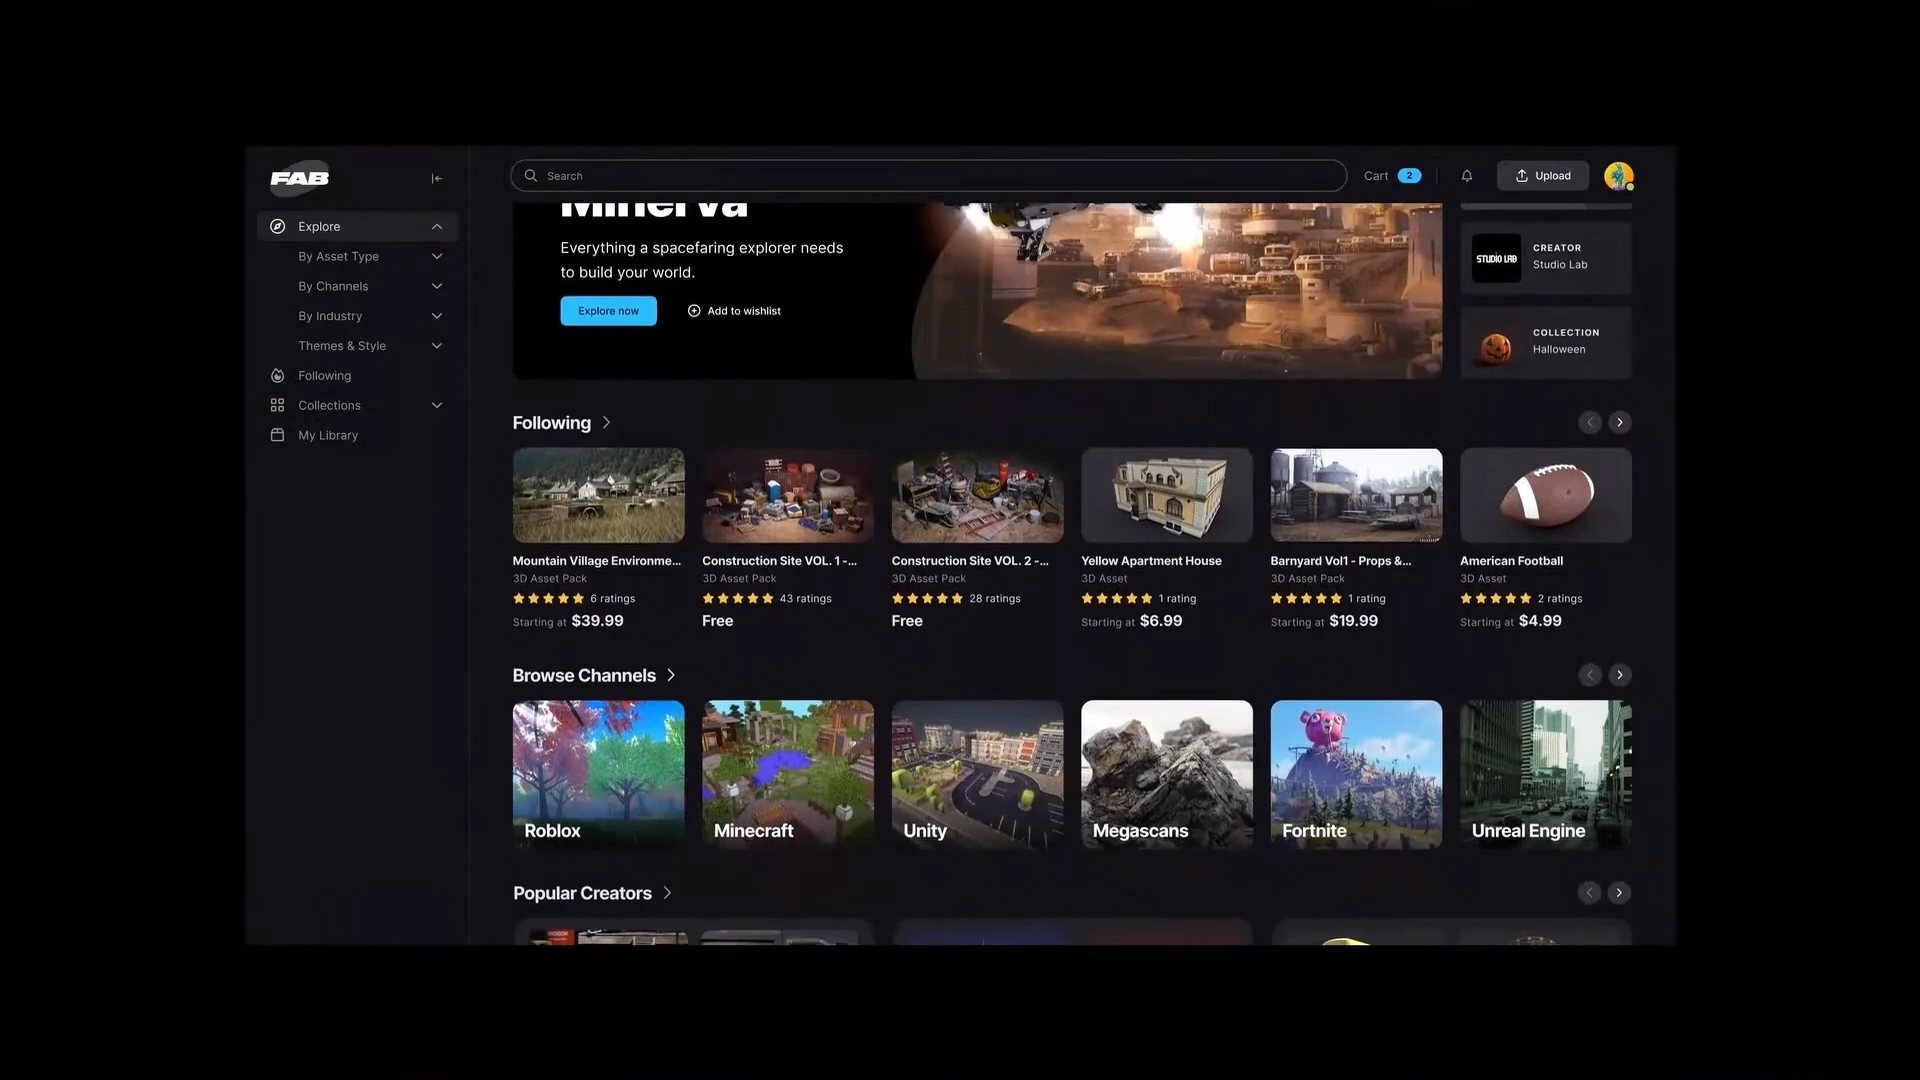 FAB
Search
Cart 2
Upload
Explore
By Asset Type
By Channels
By Industry
Themes & Style
Following
Collections
My Library
Minerva
Everything a spacefaring explorer needs
to build your world.
Explore now
Add to wishlist
STUDIO LAB
CREATOR
Studio Lab
COLLECTION
Halloween
Following
Mountain Village Environme...
3D Asset Pack
6 ratings
Starting at $39.99
Construction Site VOL. 1 -...
3D Asset Pack
43 ratings
Free
Construction Site VOL. 2 -...
3D Asset Pack
28 ratings
Free
Yellow Apartment House
3D Asset
1 rating
Starting at $6.99
Barnyard Vol1 - Props &...
3D Asset Pack
1 rating
Starting at $19.99
American Football
3D Asset
2 ratings
Starting at $4.99
Browse Channels
Roblox
Minecraft
Unity
Megascans
Fortnite
Unreal Engine
Popular Creators